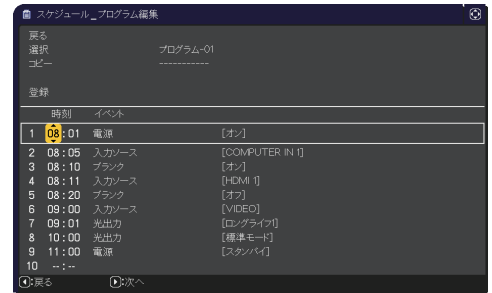 スケジュール_プログラム編集
戻る
選択 プログラム-01
コピー -----------
登録
時刻 イベント
1 08:01 電源 [オン]
2 08:05 入力ソース [COMPUTER IN 1]
3 08:10 ブランク [オン]
4 08:11 入力ソース [HDMI 1]
5 08:20 ブランク [オフ]
6 09:00 入力ソース [VIDEO]
7 09:01 光出力 [ロングライフ1]
8 10:00 光出力 [標準モード]
9 11:00 電源 [スタンバイ]
10 --:--
:戻る :次へ